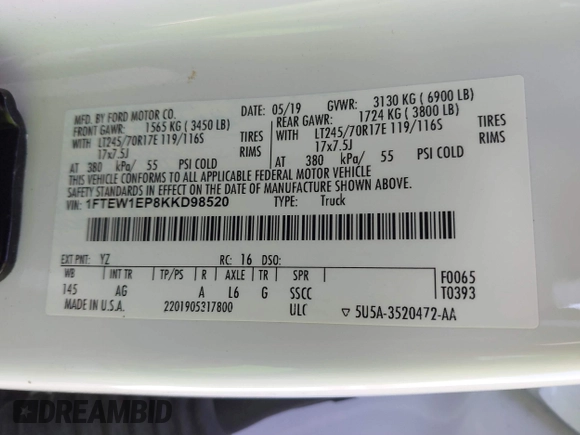 MFD. BY FORD MOTOR CO. 05/19 GVWR: 3130 KG ( 6900 LB)
FRONT GAWR: 1565 KG ( 3450 LB) REAR GAWR: 1724 KG ( 3800 LB)
WITH LT245/70R17E 119/116S TIRES WITH LT245/70R17E 119/116S TIRES
17x7.5J RIMS 17x7.5J RIMS
AT 380 kPa/ 55 PSI COLD AT 380 kPa/ 55 PSI COLD
THIS VEHICLE CONFORMS TO ALL APPLICABLE FEDERAL MOTOR VEHICLE
SAFETY STANDARDS IN EFFECT ON THE DATE OF MANUFACTURE SHOWN ABOVE.
VIN: 1FTEW1EP8KKD98520 TYPE: Truck
EXT PNT: YZ RC: 16 DSO:
WB INT TR TP/PS R AXLE TR SPR F0065
145 AG A L6 G SSCC T0393
MADE IN U.S.A. 2201905317800 ULC ▽ 5U5A-3520472-AA
DREAMBID